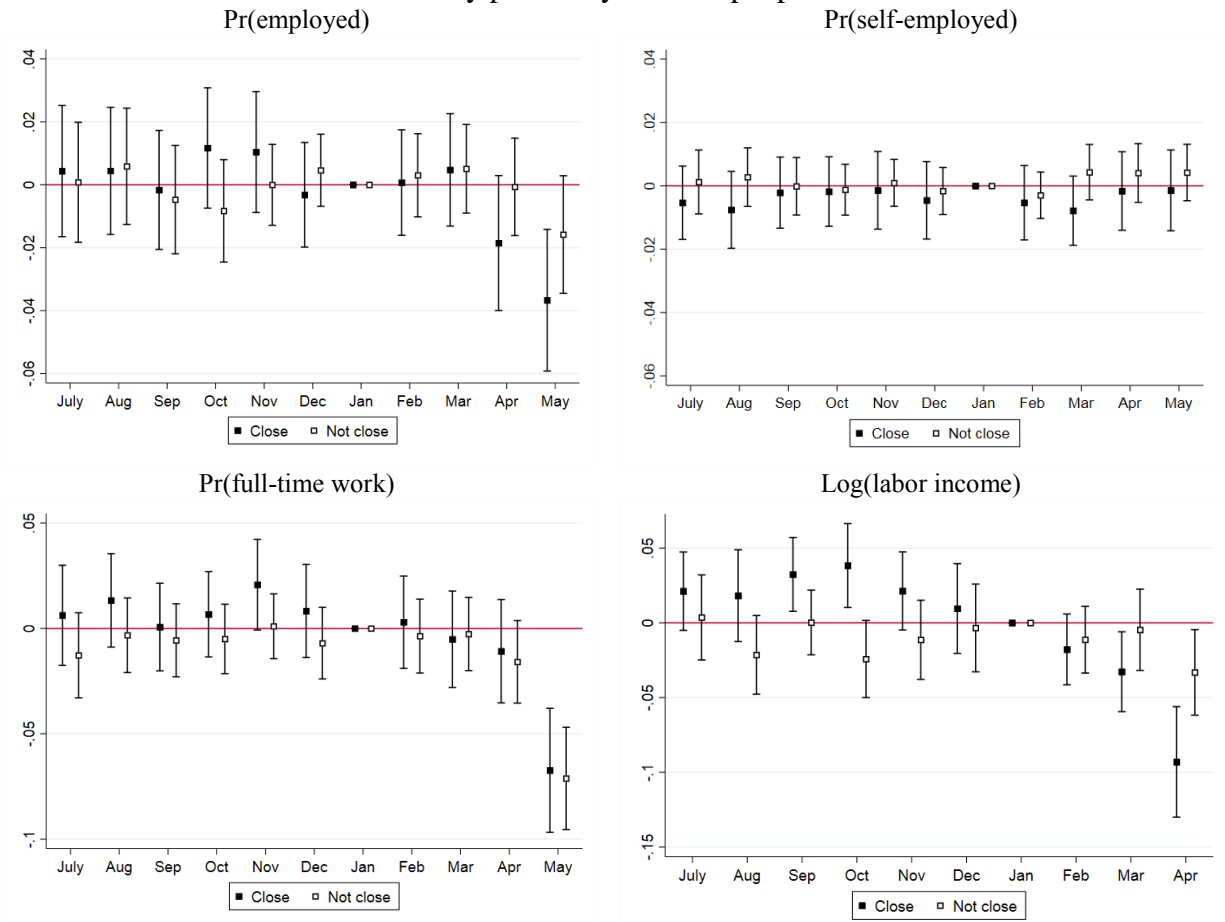 Pr(employed)
.04
.02
0
-.02
-.04
-.06
July Aug Sep Oct Nov Dec Jan Feb Mar Apr May
Close Not close
Pr(self-employed)
.04
.02
0
-.02
-.04
-.06
July Aug Sep Oct Nov Dec Jan Feb Mar Apr May
Close Not close
Pr(full-time work)
.05
0
-.05
-.1
July Aug Sep Oct Nov Dec Jan Feb Mar Apr May
Close Not close
Log(labor income)
.05
0
-.05
-.1
-.15
July Aug Sep Oct Nov Dec Jan Feb Mar Apr
Close Not close